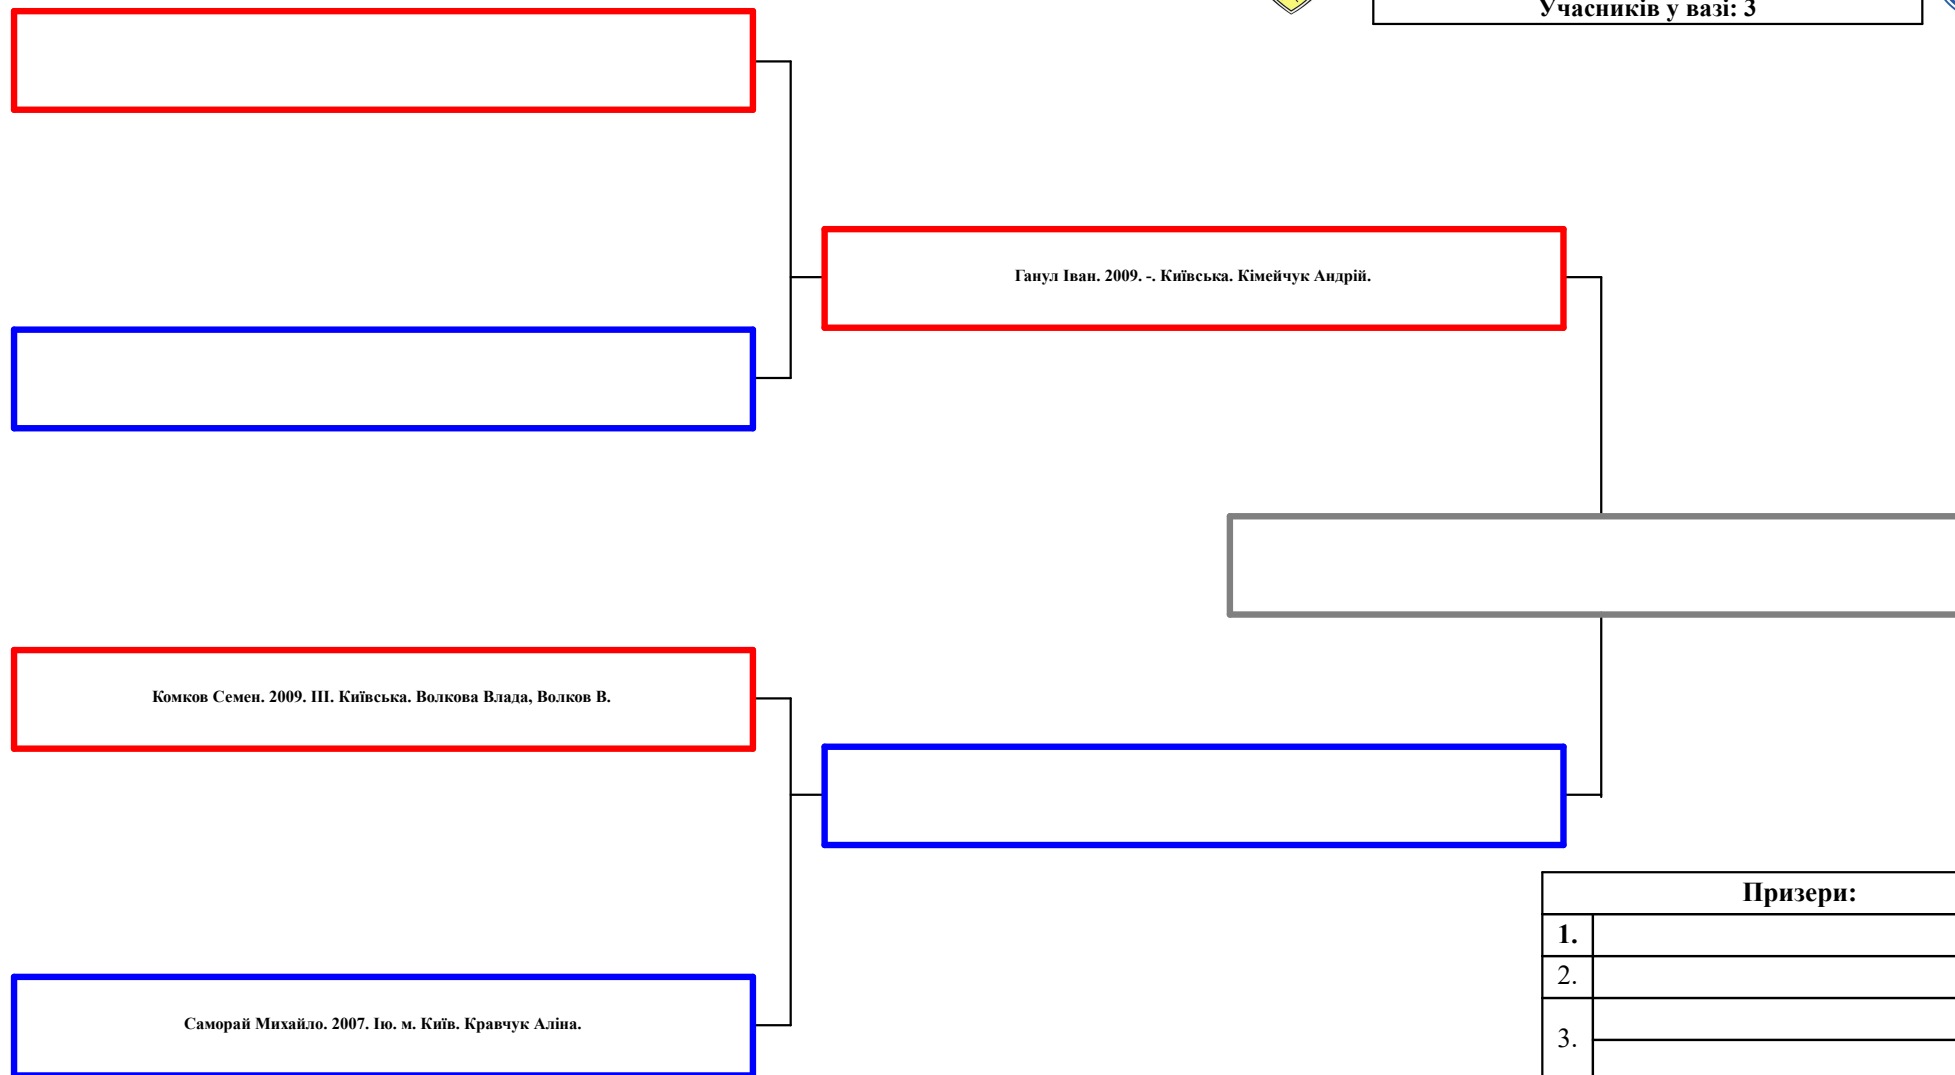 Учасників у вазі: 3
Ганул Іван. 2009. -. Київська. Кімейчук Андрій.
Комков Семен. 2009. ІІІ. Київська. Волкова Влада, Волков В.
Саморай Михайло. 2007. Ію. м. Київ. Кравчук Аліна.
Призери:
1.
2.
3.